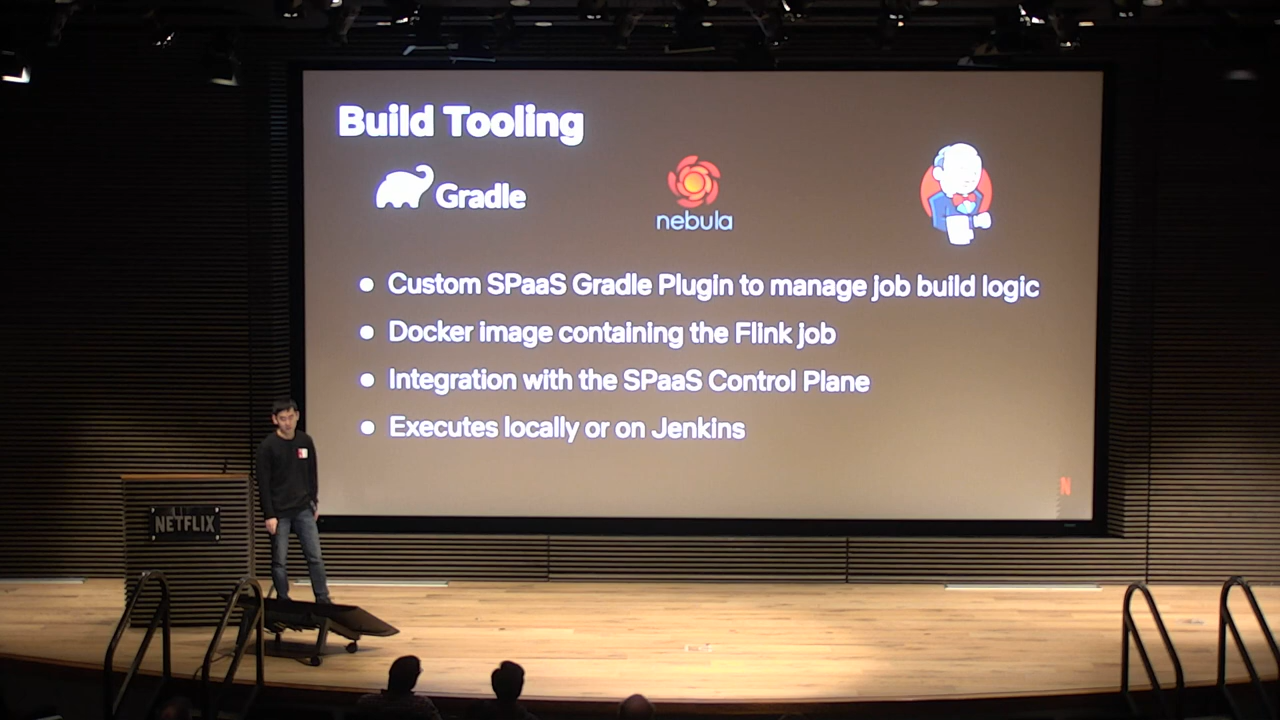 Build Tooling
Gradle
nebula
Custom SPaaS Gradle Plugin to manage job build logic
Docker image containing the Flink job
Integration with the SPaaS Control Plane
Executes locally or on Jenkins
N
NETFLIX